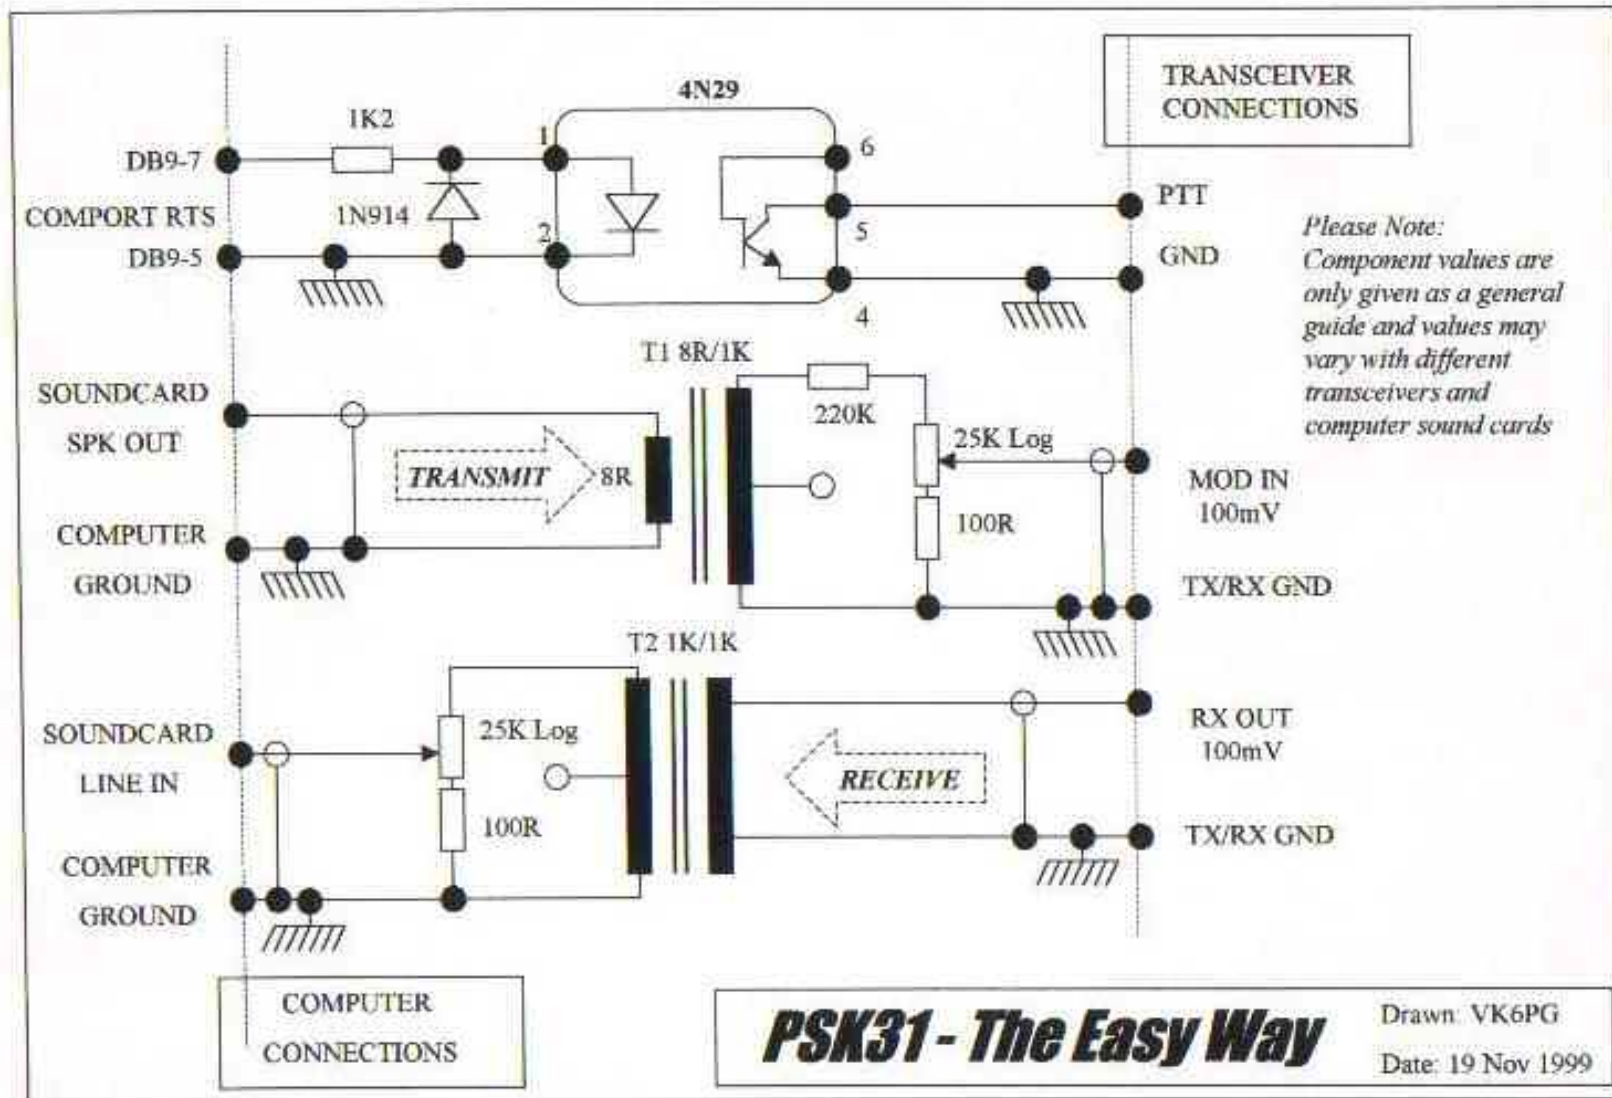 4N29
TRANSCEIVER
CONNECTIONS
1K2
1
6
DB9-7
PTT
COMPORT RTS
1N914
2
5
DB9-5
GND
4
Please Note:
Component values are
only given as a general
guide and values may
vary with different
transceivers and
computer sound cards
T1 8R/1K
SOUNDCARD
SPK OUT
220K
25K Log
TRANSMIT
8R
MOD IN
100mV
100R
COMPUTER
GROUND
TX/RX GND
T2 1K/1K
SOUNDCARD
LINE IN
25K Log
RX OUT
100mV
RECEIVE
100R
TX/RX GND
COMPUTER
GROUND
COMPUTER
CONNECTIONS
PSK31 - The Easy Way
Drawn: VK6PG
Date: 19 Nov 1999